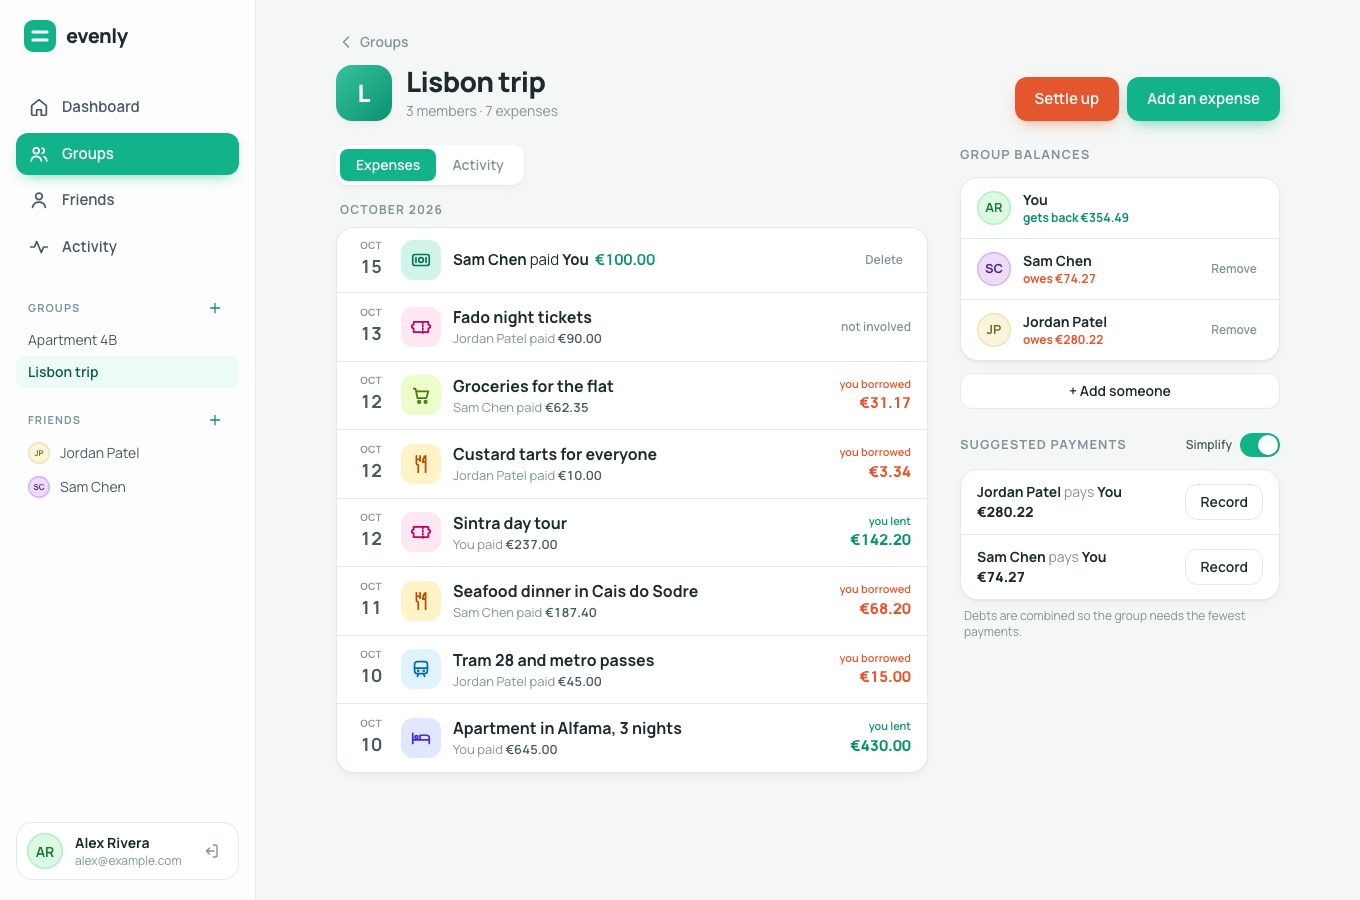 evenly
Dashboard
Groups
Friends
Activity
GROUPS
Apartment 4B
Lisbon trip
FRIENDS
JP Jordan Patel
SC Sam Chen
AR
Alex Rivera
alex@example.com
Groups
L
Lisbon trip
3 members · 7 expenses
Settle up
Add an expense
Expenses
Activity
OCTOBER 2026
OCT
15
Sam Chen paid You €100.00
Delete
OCT
13
Fado night tickets
Jordan Patel paid €90.00
not involved
OCT
12
Groceries for the flat
Sam Chen paid €62.35
you borrowed
€31.17
OCT
12
Custard tarts for everyone
Jordan Patel paid €10.00
you borrowed
€3.34
OCT
12
Sintra day tour
You paid €237.00
you lent
€142.20
OCT
11
Seafood dinner in Cais do Sodre
Sam Chen paid €187.40
you borrowed
€68.20
OCT
10
Tram 28 and metro passes
Jordan Patel paid €45.00
you borrowed
€15.00
OCT
10
Apartment in Alfama, 3 nights
You paid €645.00
you lent
€430.00
GROUP BALANCES
AR
You
gets back €354.49
SC
Sam Chen
owes €74.27
Remove
JP
Jordan Patel
owes €280.22
Remove
+ Add someone
SUGGESTED PAYMENTS
Simplify
Jordan Patel pays You
€280.22
Record
Sam Chen pays You
€74.27
Record
Debts are combined so the group needs the fewest
payments.